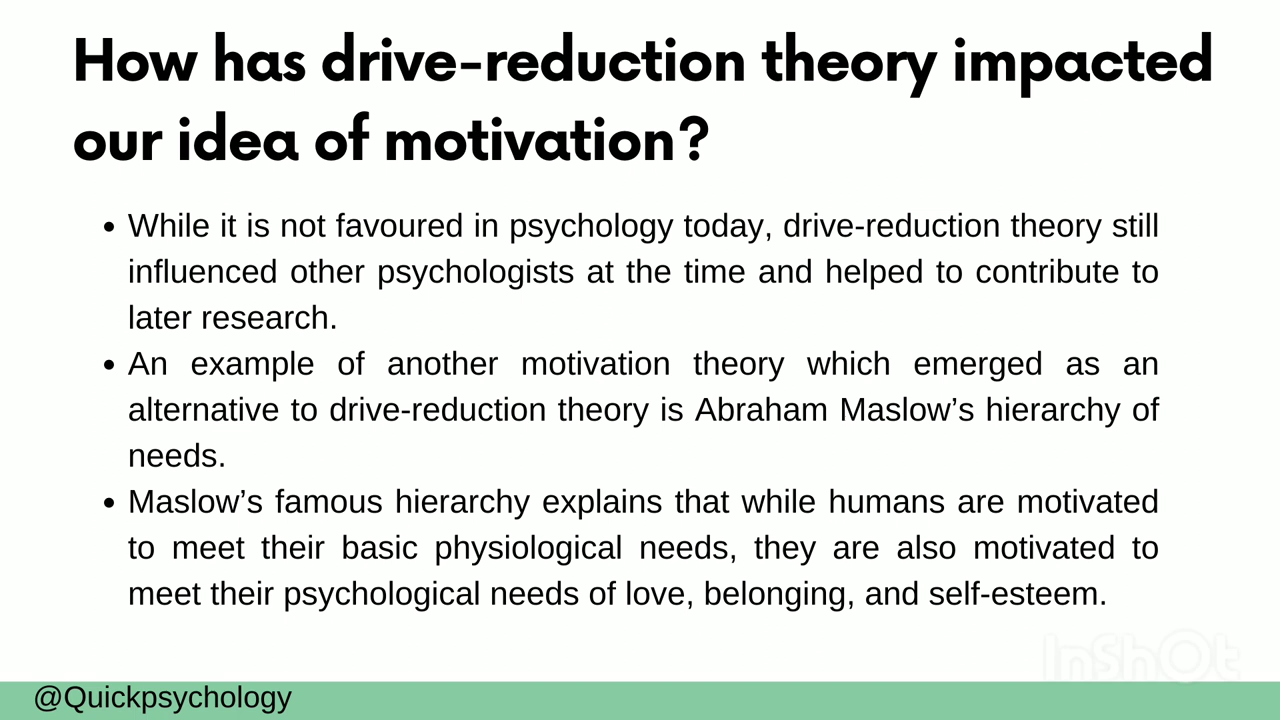 How has drive-reduction theory impacted
our idea of motivation?
• While it is not favoured in psychology today, drive-reduction theory still
influenced other psychologists at the time and helped to contribute to
later research.
• An example of another motivation theory which emerged as an
alternative to drive-reduction theory is Abraham Maslow’s hierarchy of
needs.
• Maslow’s famous hierarchy explains that while humans are motivated
to meet their basic physiological needs, they are also motivated to
meet their psychological needs of love, belonging, and self-esteem.
InShOt
@Quickpsychology